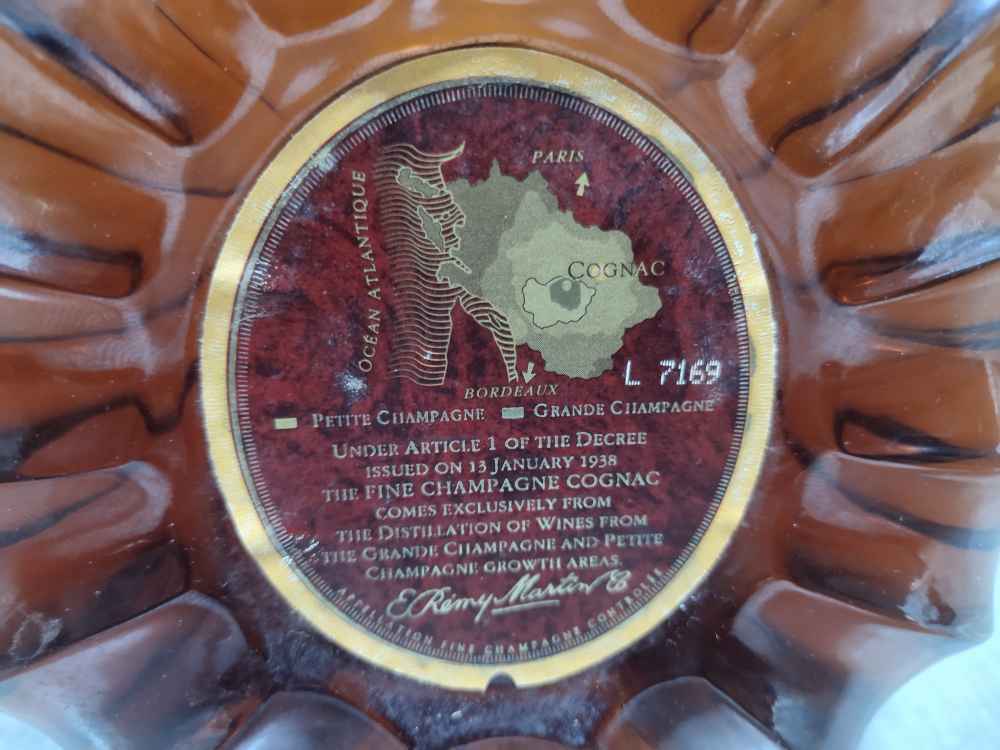 PARIS
OCÉAN ATLANTIQUE
COGNAC
L 7169
BORDEAUX
PETITE CHAMPAGNE GRANDE CHAMPAGNE
UNDER ARTICLE 1 OF THE DECREE
ISSUED ON 13 JANUARY 1938
THE FINE CHAMPAGNE COGNAC
COMES EXCLUSIVELY FROM
THE DISTILLATION OF WINES FROM
THE GRANDE CHAMPAGNE AND PETITE
CHAMPAGNE GROWTH AREAS.
E. Rémy Martin & Co
APPELLATION FINE CHAMPAGNE CONTROLÉE